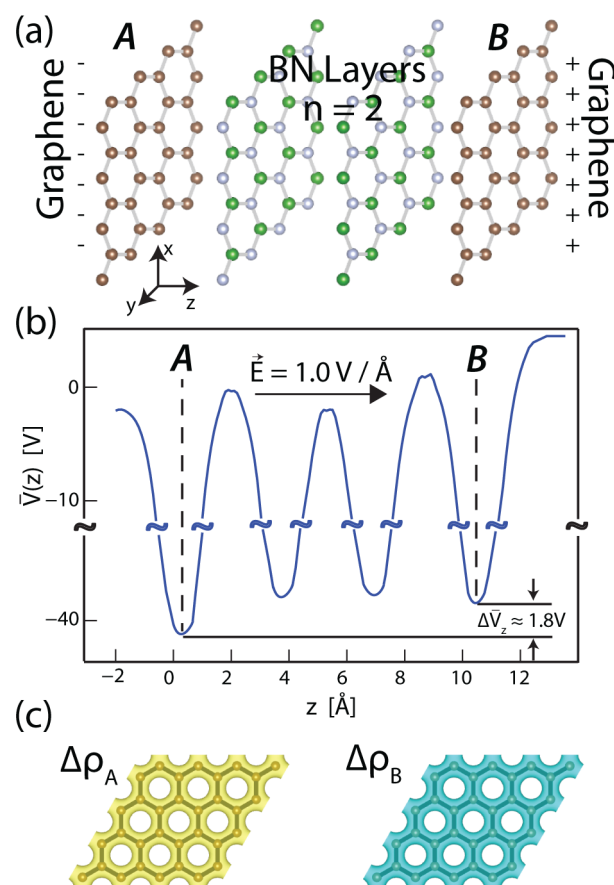 (a)
A
B
Graphene
BN Layers
n = 2
Graphene
- - - - - - -
+ + + + + + +
x
y
z
(b)
A
B
E⃗ = 1.0 V / Å
0
-10
-40
V̄(z) [V]
ΔV̄z ≈ 1.8V
-2 0 2 4 6 8 10 12
z [Å]
(c)
ΔρA
ΔρB